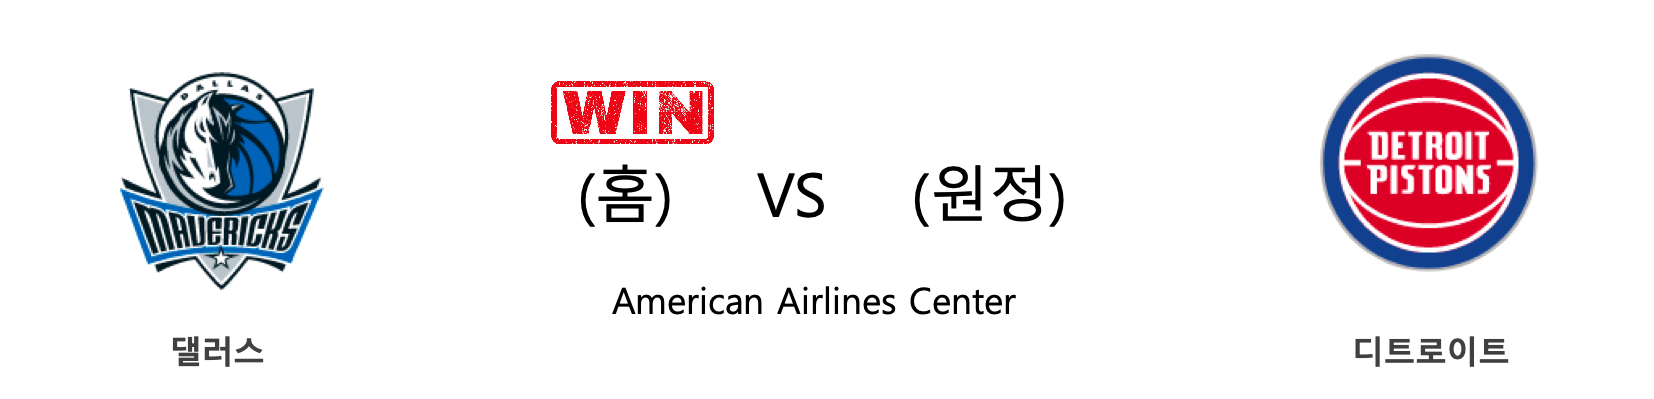 DALLAS
MAVERICKS
WIN
(홈) VS (원정)
American Airlines Center
DETROIT
PISTONS
댈러스
디트로이트